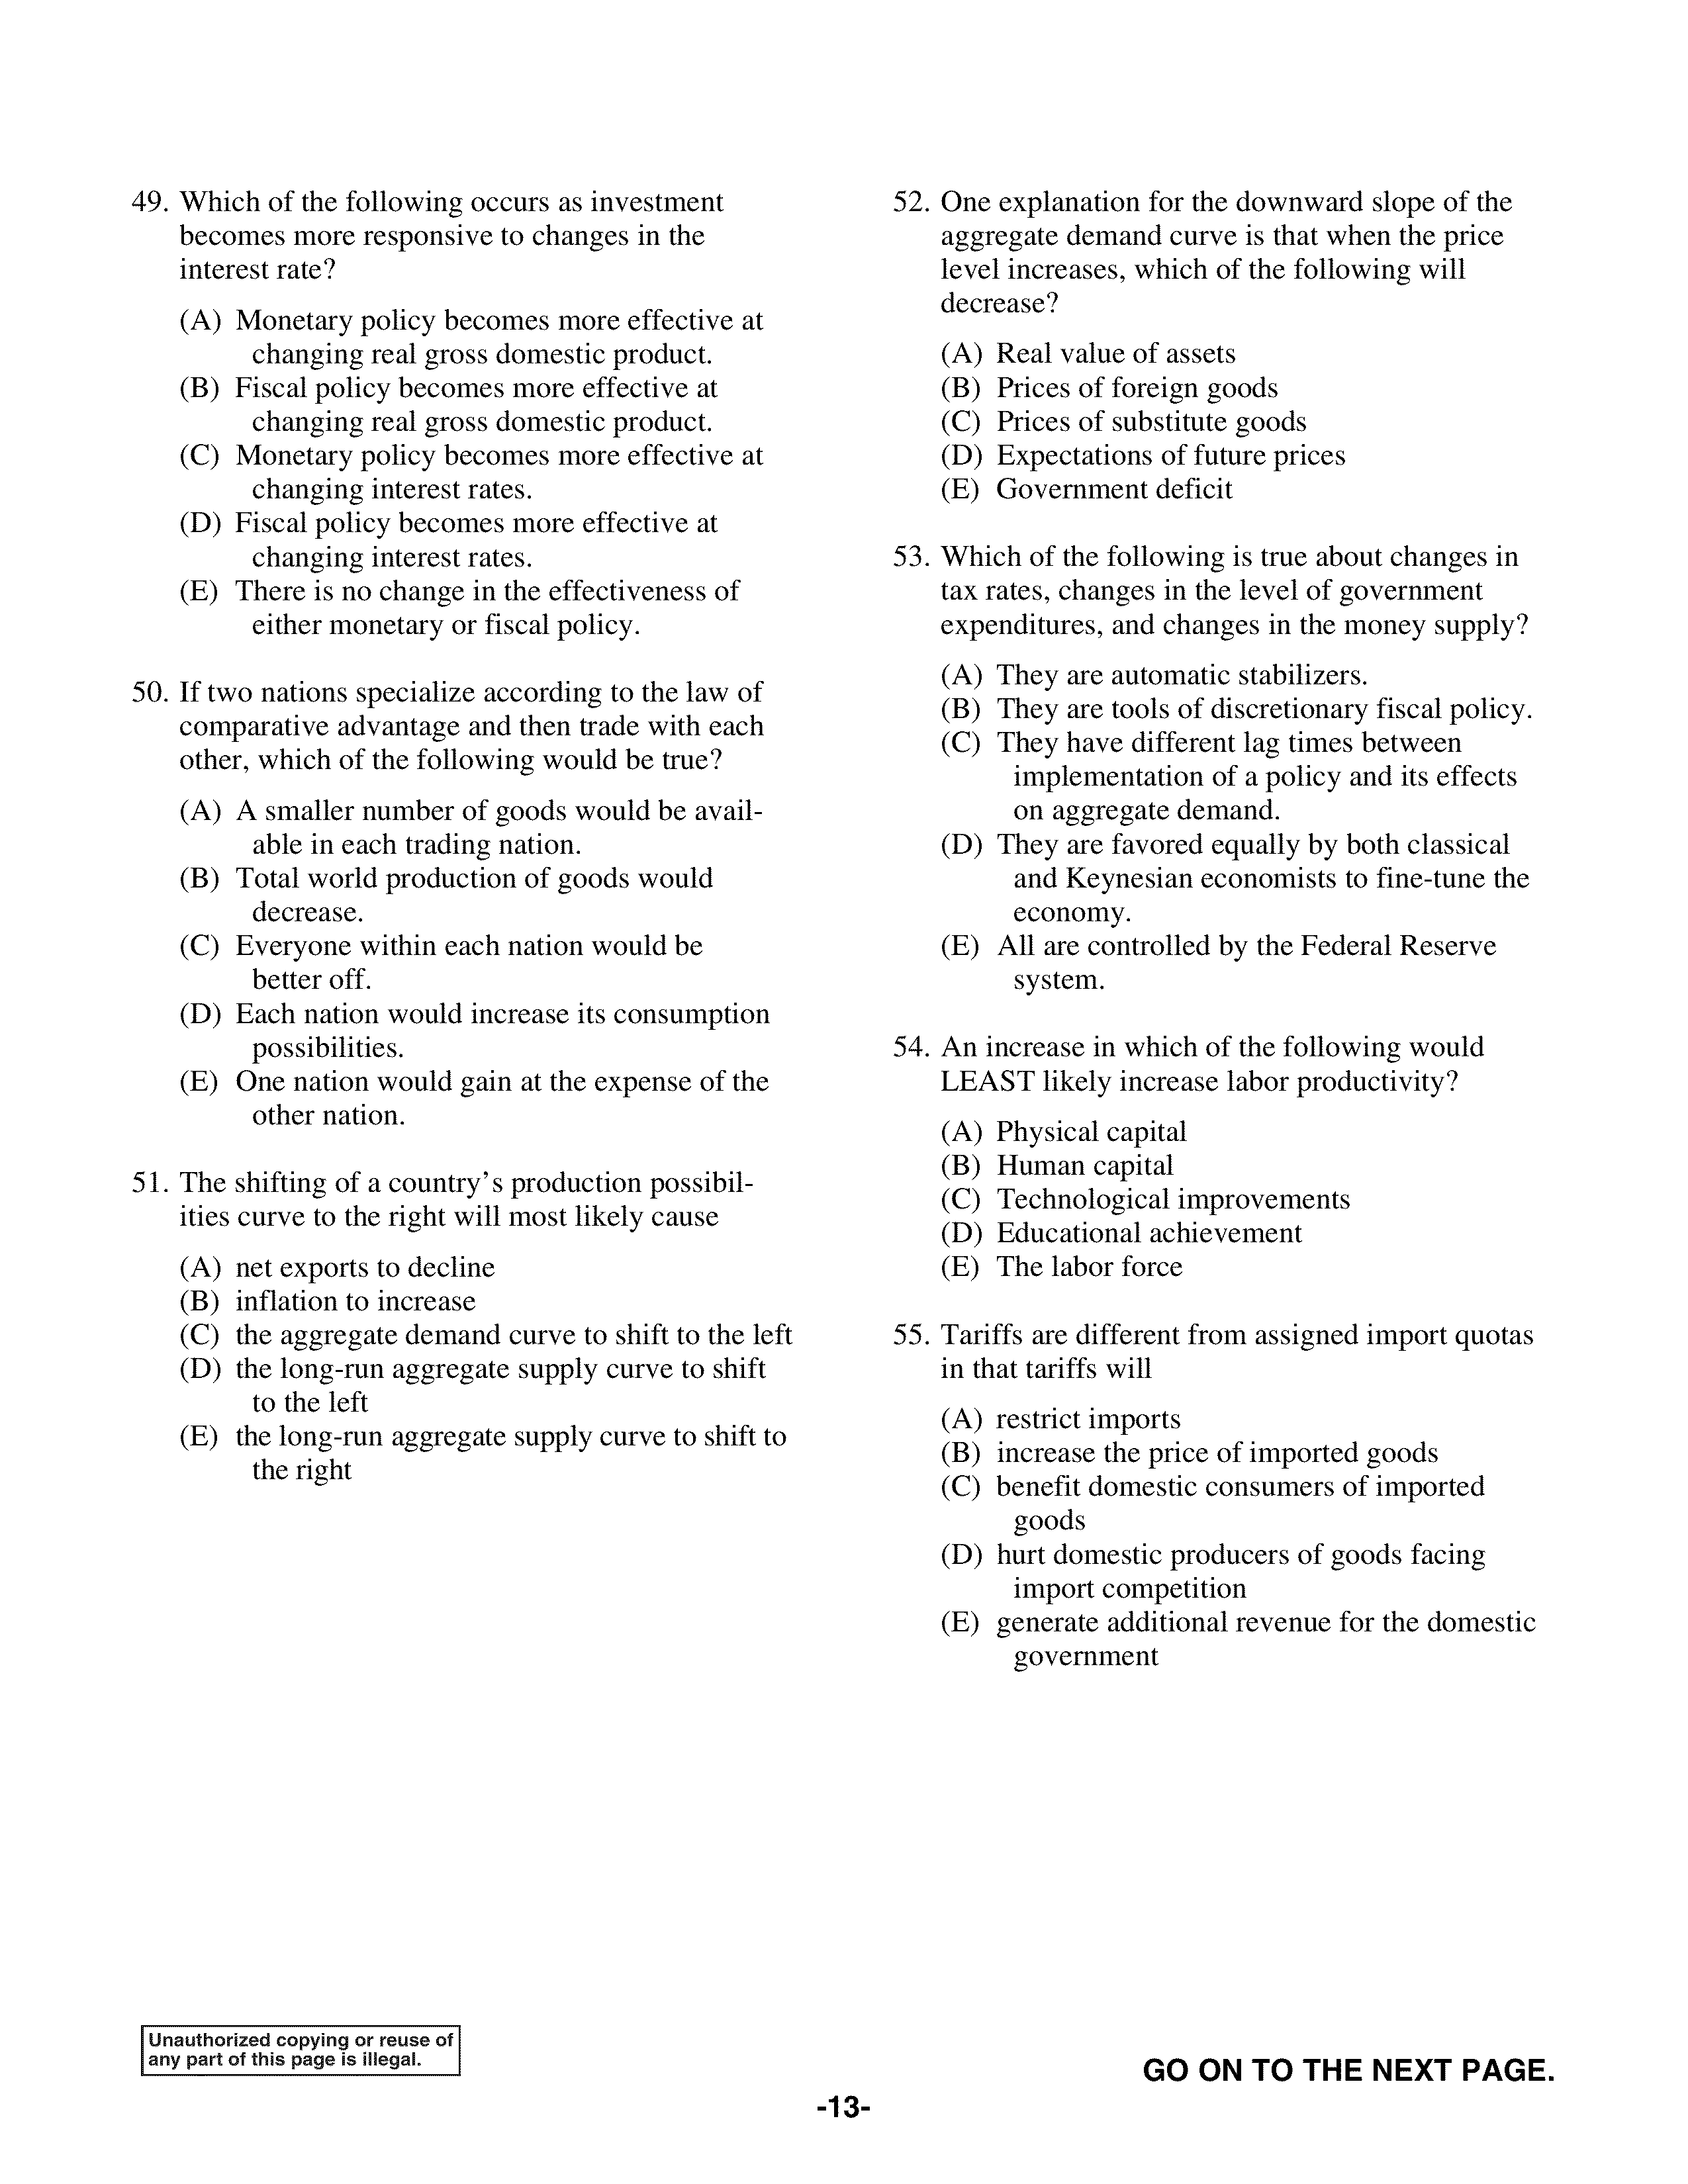 49. Which of the following occurs as investment
becomes more responsive to changes in the
interest rate?
(A) Monetary policy becomes more effective at
changing real gross domestic product.
(B) Fiscal policy becomes more effective at
changing real gross domestic product.
(C) Monetary policy becomes more effective at
changing interest rates.
(D) Fiscal policy becomes more effective at
changing interest rates.
(E) There is no change in the effectiveness of
either monetary or fiscal policy.
50. If two nations specialize according to the law of
comparative advantage and then trade with each
other, which of the following would be true?
(A) A smaller number of goods would be avail-
able in each trading nation.
(B) Total world production of goods would
decrease.
(C) Everyone within each nation would be
better off.
(D) Each nation would increase its consumption
possibilities.
(E) One nation would gain at the expense of the
other nation.
51. The shifting of a country's production possibil-
ities curve to the right will most likely cause
(A) net exports to decline
(B) inflation to increase
(C) the aggregate demand curve to shift to the left
(D) the long-run aggregate supply curve to shift
to the left
(E) the long-run aggregate supply curve to shift to
the right
52. One explanation for the downward slope of the
aggregate demand curve is that when the price
level increases, which of the following will
decrease?
(A) Real value of assets
(B) Prices of foreign goods
(C) Prices of substitute goods
(D) Expectations of future prices
(E) Government deficit
53. Which of the following is true about changes in
tax rates, changes in the level of government
expenditures, and changes in the money supply?
(A) They are automatic stabilizers.
(B) They are tools of discretionary fiscal policy.
(C) They have different lag times between
implementation of a policy and its effects
on aggregate demand.
(D) They are favored equally by both classical
and Keynesian economists to fine-tune the
economy.
(E) All are controlled by the Federal Reserve
system.
54. An increase in which of the following would
LEAST likely increase labor productivity?
(A) Physical capital
(B) Human capital
(C) Technological improvements
(D) Educational achievement
(E) The labor force
55. Tariffs are different from assigned import quotas
in that tariffs will
(A) restrict imports
(B) increase the price of imported goods
(C) benefit domestic consumers of imported
goods
(D) hurt domestic producers of goods facing
import competition
(E) generate additional revenue for the domestic
government
Unauthorized copying or reuse of
any part of this page is illegal.
GO ON TO THE NEXT PAGE.
-13-